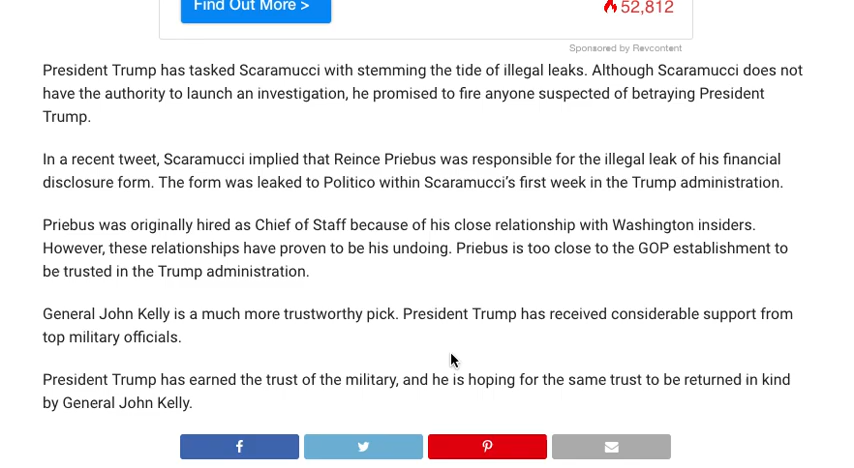 Find Out More >
52,812
Sponsored by Revcontent
President Trump has tasked Scaramucci with stemming the tide of illegal leaks. Although Scaramucci does not
have the authority to launch an investigation, he promised to fire anyone suspected of betraying President
Trump.
In a recent tweet, Scaramucci implied that Reince Priebus was responsible for the illegal leak of his financial
disclosure form. The form was leaked to Politico within Scaramucci’s first week in the Trump administration.
Priebus was originally hired as Chief of Staff because of his close relationship with Washington insiders.
However, these relationships have proven to be his undoing. Priebus is too close to the GOP establishment to
be trusted in the Trump administration.
General John Kelly is a much more trustworthy pick. President Trump has received considerable support from
top military officials.
President Trump has earned the trust of the military, and he is hoping for the same trust to be returned in kind
by General John Kelly.